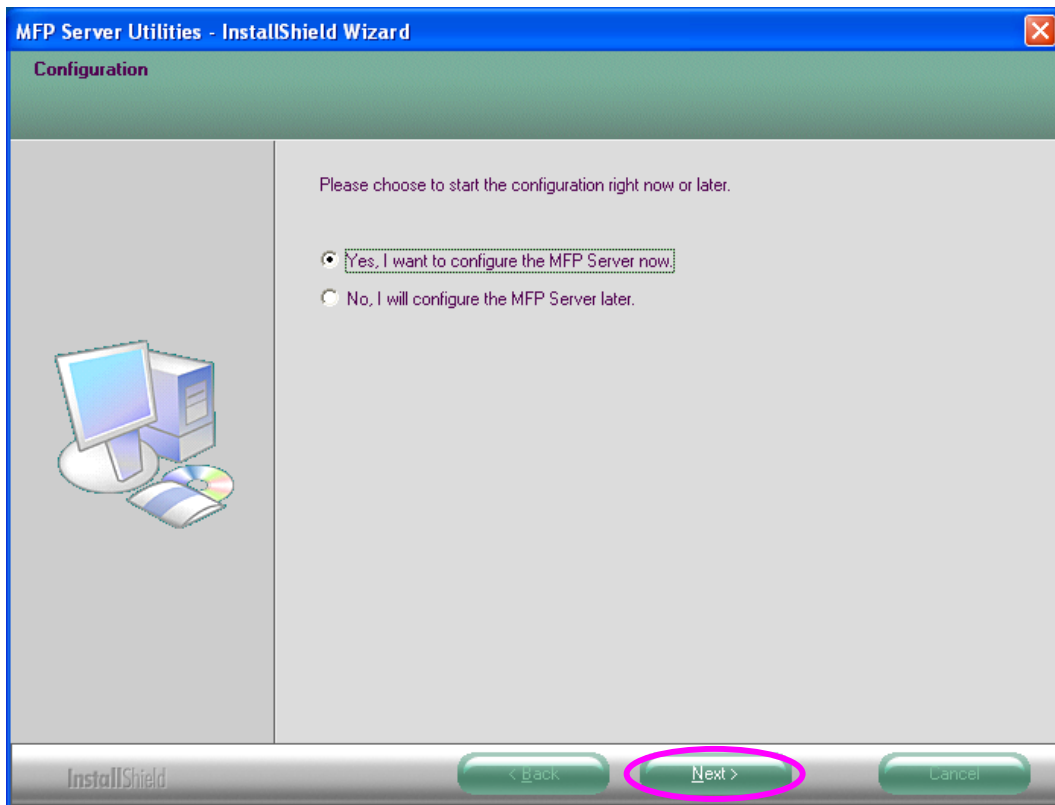 MFP Server Utilities - InstallShield Wizard
Configuration
Please choose to start the configuration right now or later.
Yes, I want to configure the MFP Server now.
No, I will configure the MFP Server later.
InstallShield
< Back
Next >
Cancel